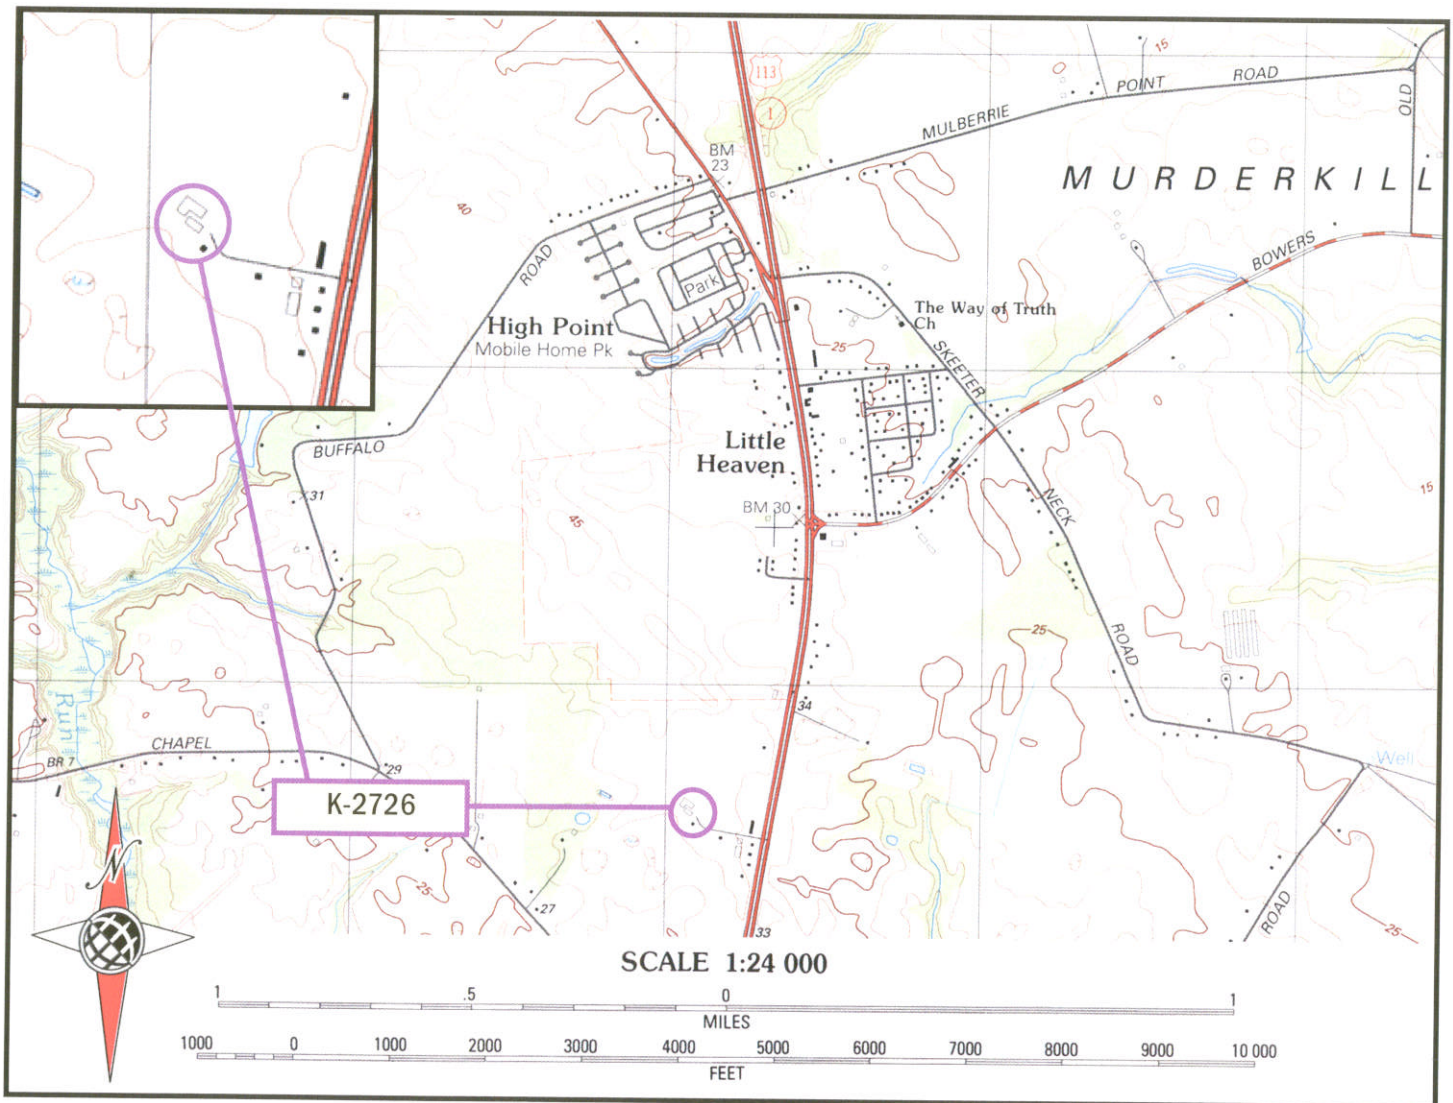 113
1
15
POINT
ROAD
OLD
MULBERRIE
BM
23
MURDERKILL
40
ROAD
Park
BOWERS
The Way of Truth
Ch
High Point
Mobile Home Pk
25
SKEETER
Little
Heaven
BUFFALO
31
45
BM 30
NECK
15
25
ROAD
Run
34
CHAPEL
BR 7
29
Well
K-2726
25
27
ROAD
25
33
N
SCALE 1:24 000
1 .5 0 1
MILES
1000 0 1000 2000 3000 4000 5000 6000 7000 8000 9000 10 000
FEET